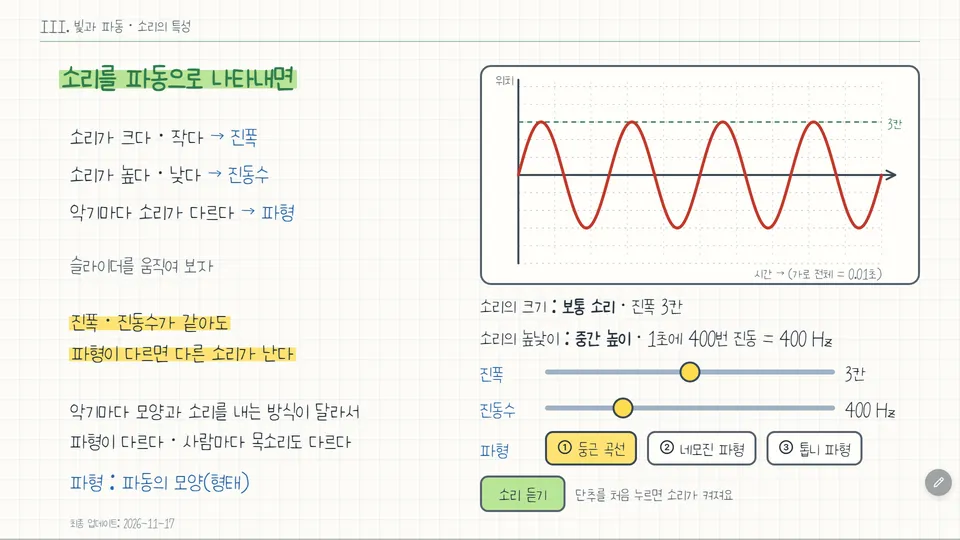 III. 빛과 파동 · 소리의 특성
소리를 파동으로 나타내면
소리가 크다 · 작다 → 진폭
소리가 높다 · 낮다 → 진동수
악기마다 소리가 다르다 → 파형
슬라이더를 움직여 보자
진폭 · 진동수가 같아도
파형이 다르면 다른 소리가 난다
악기마다 모양과 소리를 내는 방식이 달라서
파형이 다르다 · 사람마다 목소리도 다르다
파형 : 파동의 모양(형태)
최종 업데이트: 2026-11-17
위치
3칸
시간 → (가로 전체 = 0.01초)
소리의 크기 : 보통 소리 · 진폭 3칸
소리의 높낮이 : 중간 높이 · 1초에 400번 진동 = 400 Hz
진폭 3칸
진동수 400 Hz
파형 ① 둥근 곡선 ② 네모진 파형 ③ 톱니 파형
소리 듣기 단추를 처음 누르면 소리가 켜져요